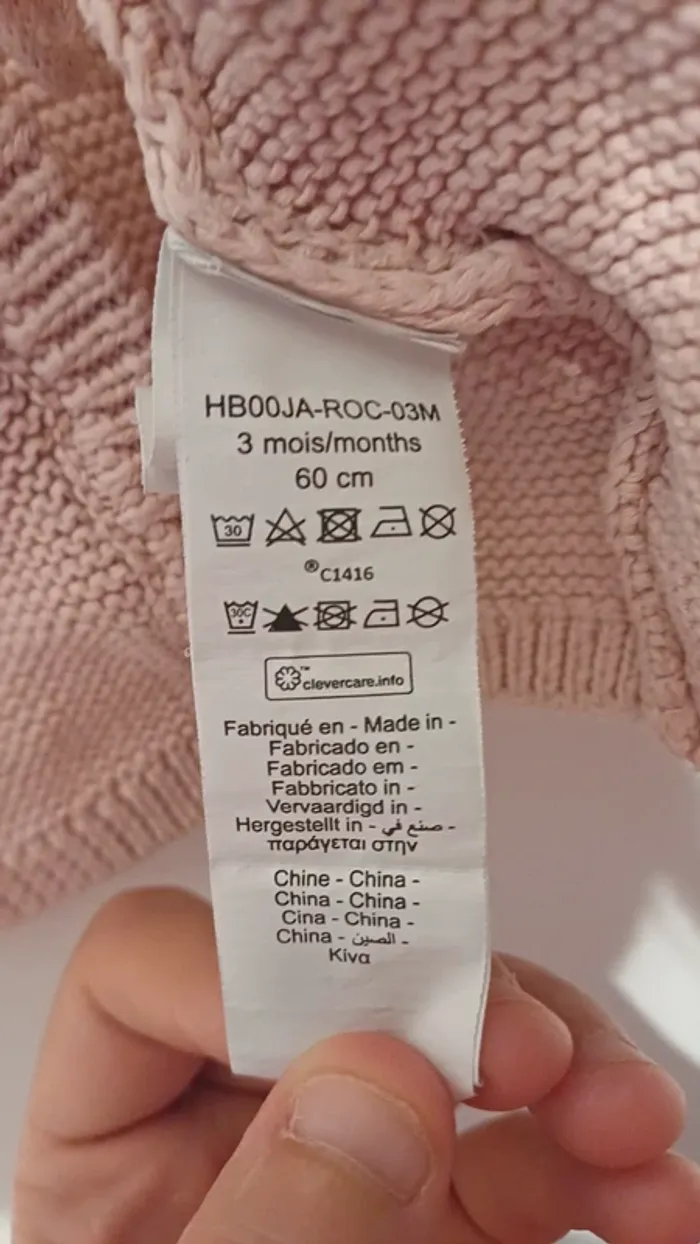 HB00JA-ROC-03M
3 mois/months
60 cm
30
®C1416
30C
™clevercare.info
Fabriqué en - Made in -
Fabricado en -
Fabricado em -
Fabbricato in -
Vervaardigd in -
Hergestellt in - صنع في -
παράγεται στην
Chine - China -
China - China -
Cina - China -
China - الصين -
Κίνα